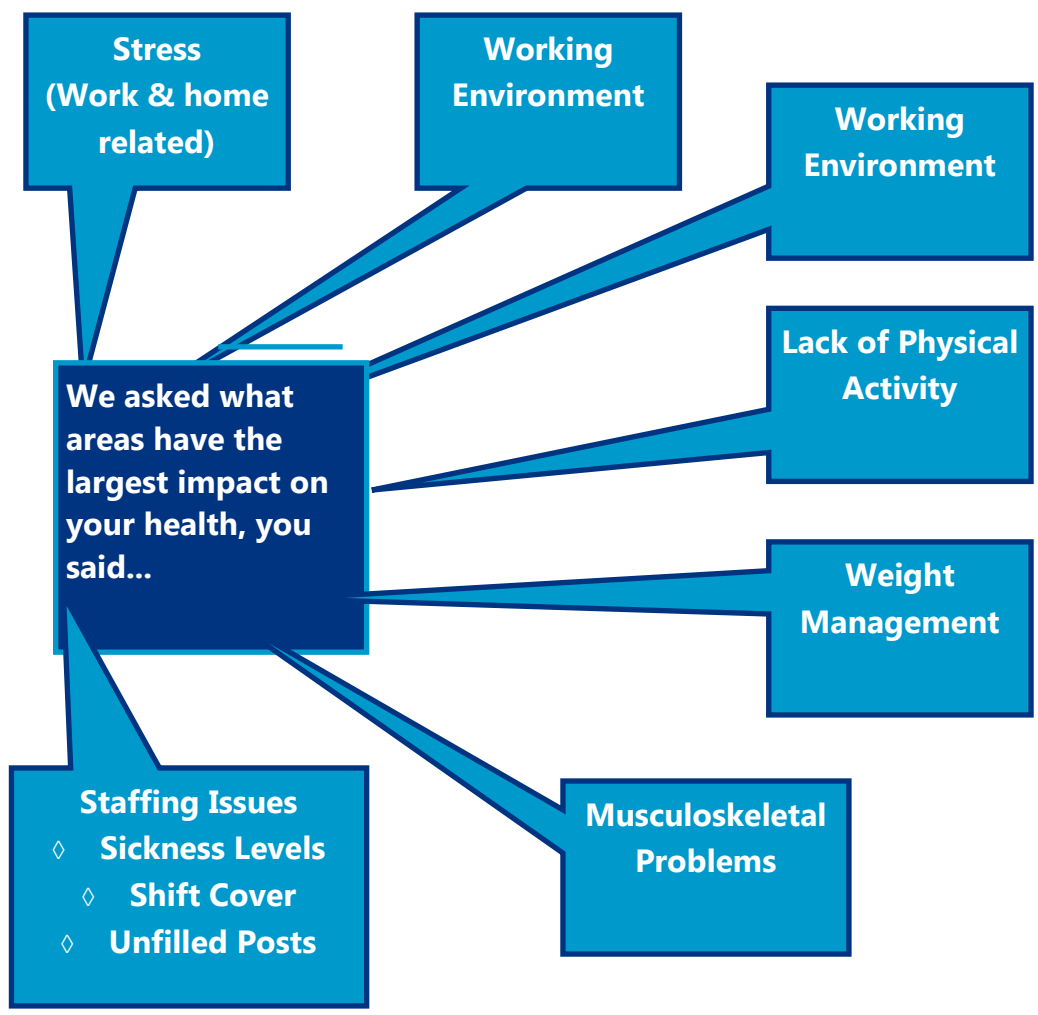 Stress
(Work & home
related)
Working
Environment
Working
Environment
Lack of Physical
Activity
We asked what
areas have the
largest impact on
your health, you
said...
Weight
Management
Staffing Issues
◊ Sickness Levels
◊ Shift Cover
◊ Unfilled Posts
Musculoskeletal
Problems